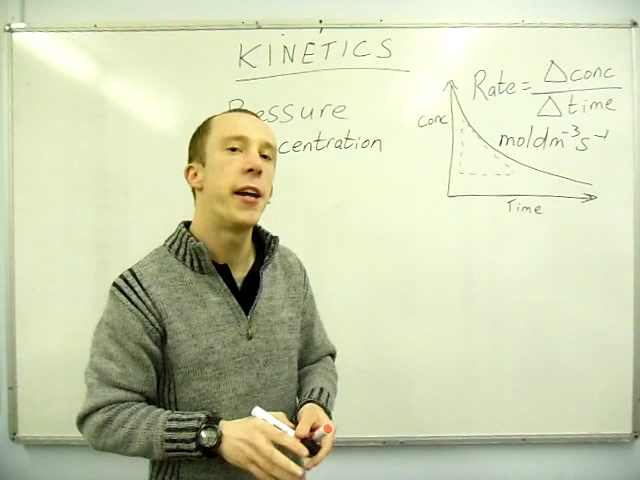 KINETICS
Pressure
centration
Rate = Δconc
Δtime
moldm⁻³s⁻¹
conc
Time